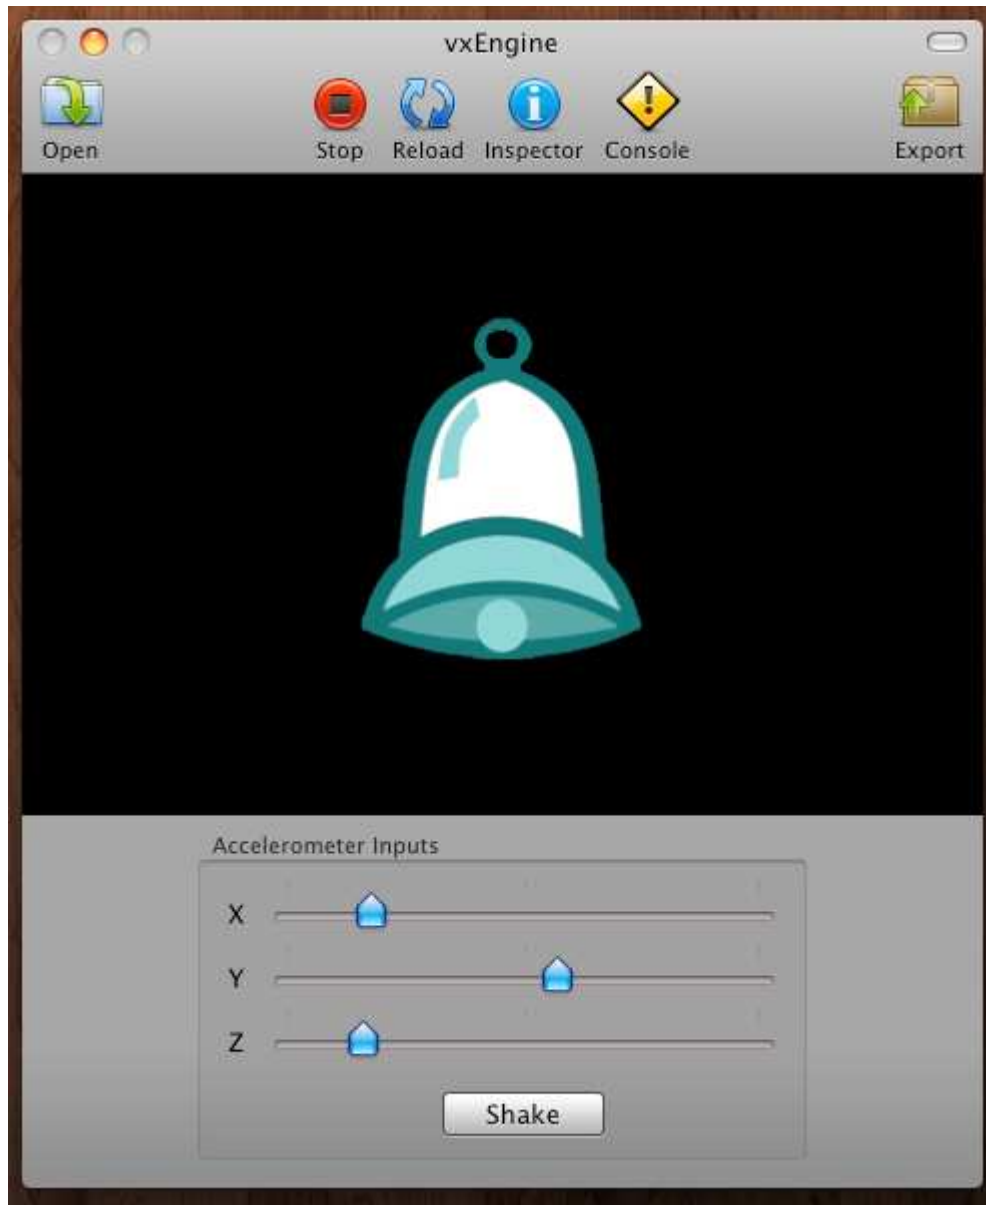 vxEngine
Open Stop Reload Inspector Console Export
Accelerometer Inputs
X
Y
Z
Shake